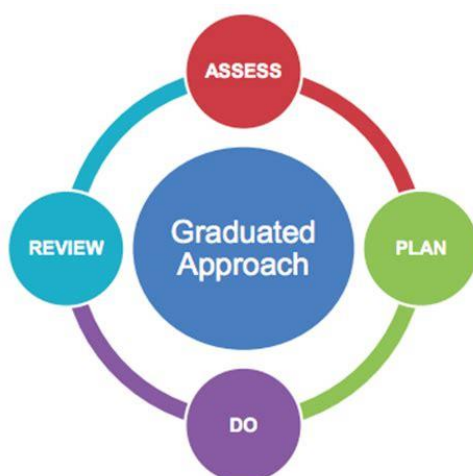 ASSESS
PLAN
DO
REVIEW
Graduated
Approach